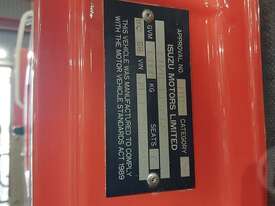 ISUZU MOTORS LIMITED
APPROVAL NO. CATEGORY
GVM KG SEATS
VIN
THIS VEHICLE WAS MANUFACTURED TO COMPLY
WITH THE MOTOR VEHICLE STANDARDS ACT 1989